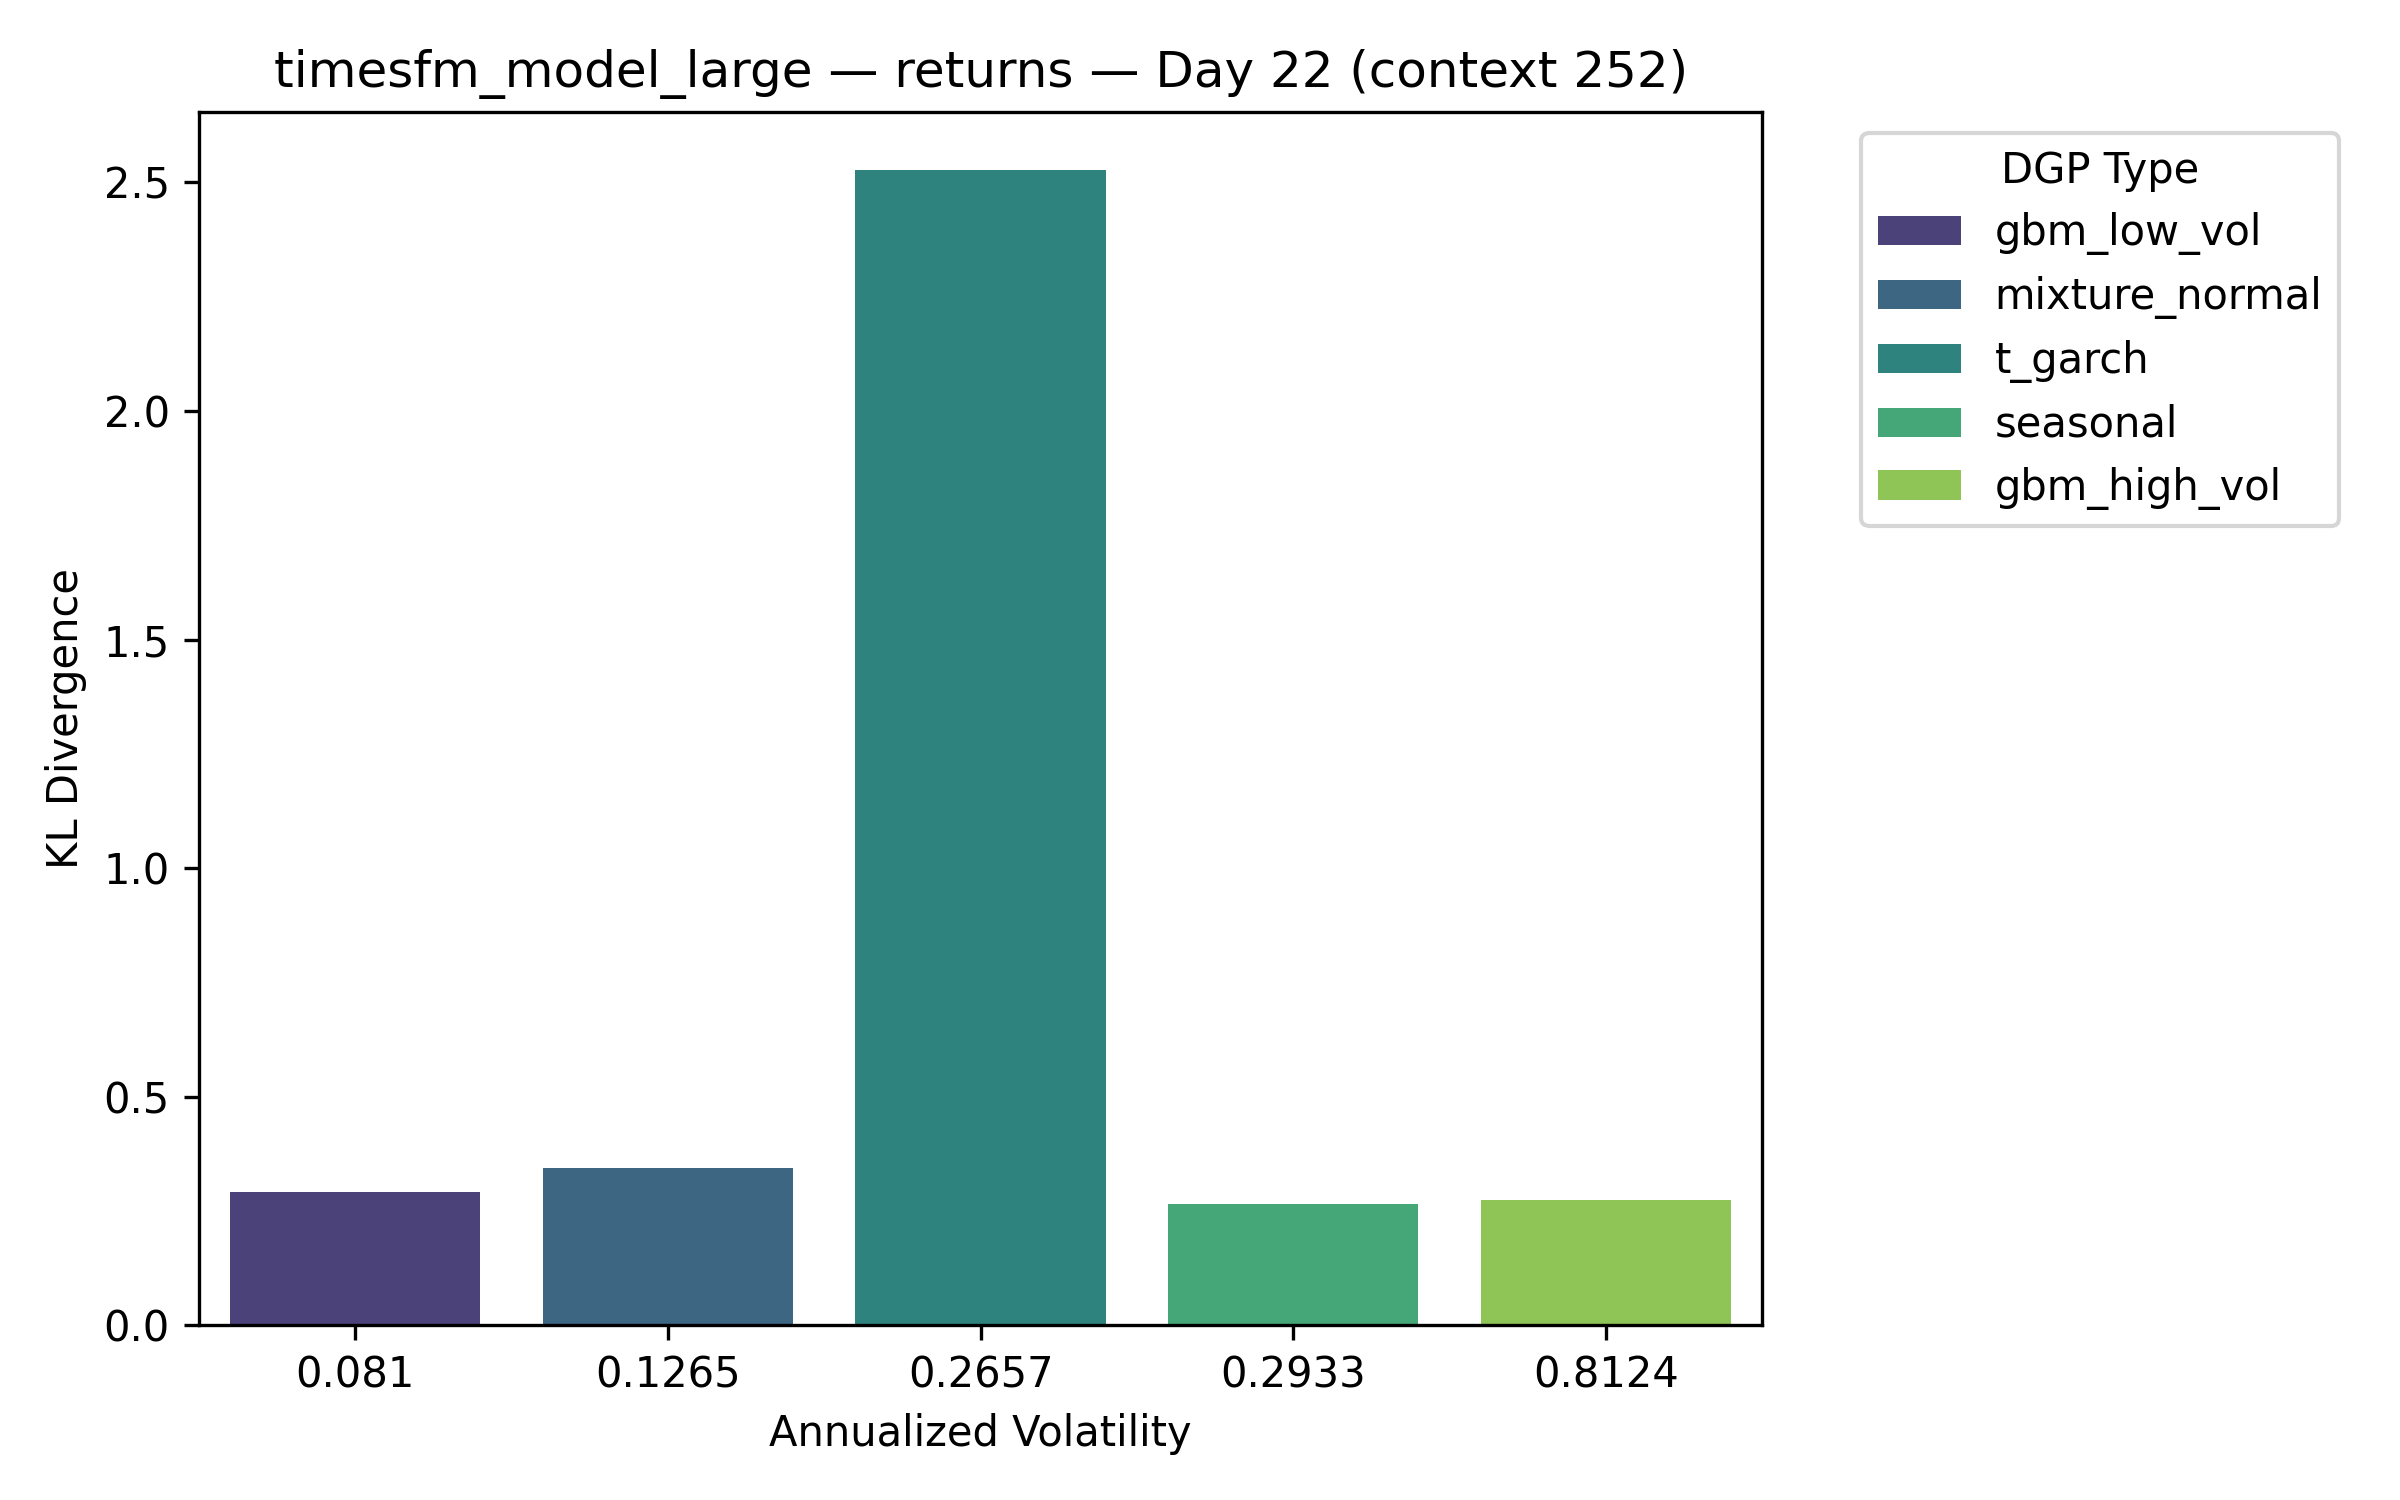 timesfm_model_large — returns — Day 22 (context 252)
DGP Type
gbm_low_vol
mixture_normal
t_garch
seasonal
gbm_high_vol
KL Divergence
2.5
2.0
1.5
1.0
0.5
0.0
0.081 0.1265 0.2657 0.2933 0.8124
Annualized Volatility